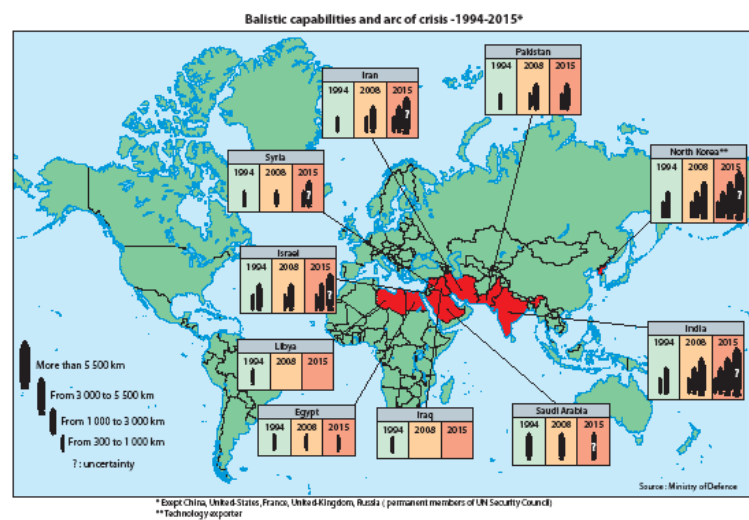 Balistic capabilities and arc of crisis -1994-2015*
Pakistan
1994 2008 2015
Iran
1994 2008 2015
?
North Korea**
1994 2008 2015
?
Syria
1994 2008 2015
?
Israel
1994 2008 2015
?
India
1994 2008 2015
?
Libya
1994 2008 2015
Egypt
1994 2008 2015
Iraq
1994 2008 2015
Saudi Arabia
1994 2008 2015
?
More than 5 500 km
From 3 000 to 5 500 km
From 1 000 to 3 000 km
From 300 to 1 000 km
? : uncertainty
Source : Ministry of Defence
* Exept China, United-States, France, United-Kingdom, Russia ( permanent members of UN Security Council)
** Technology exporter